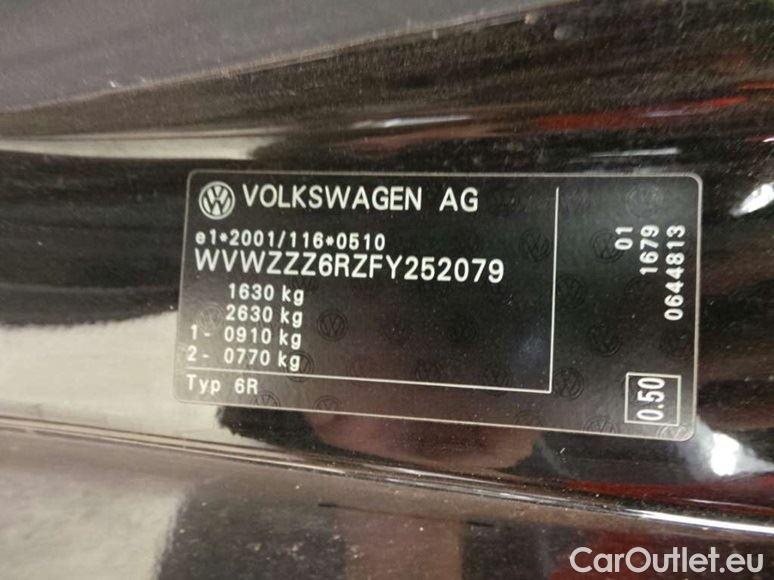 VOLKSWAGEN AG
e1*2001/116*0510
WVWZZZ6RZFY252079
1630 kg
2630 kg
1- 0910 kg
2- 0770 kg
Typ 6R
01
1679
0644813
0.50
CarOutlet.eu